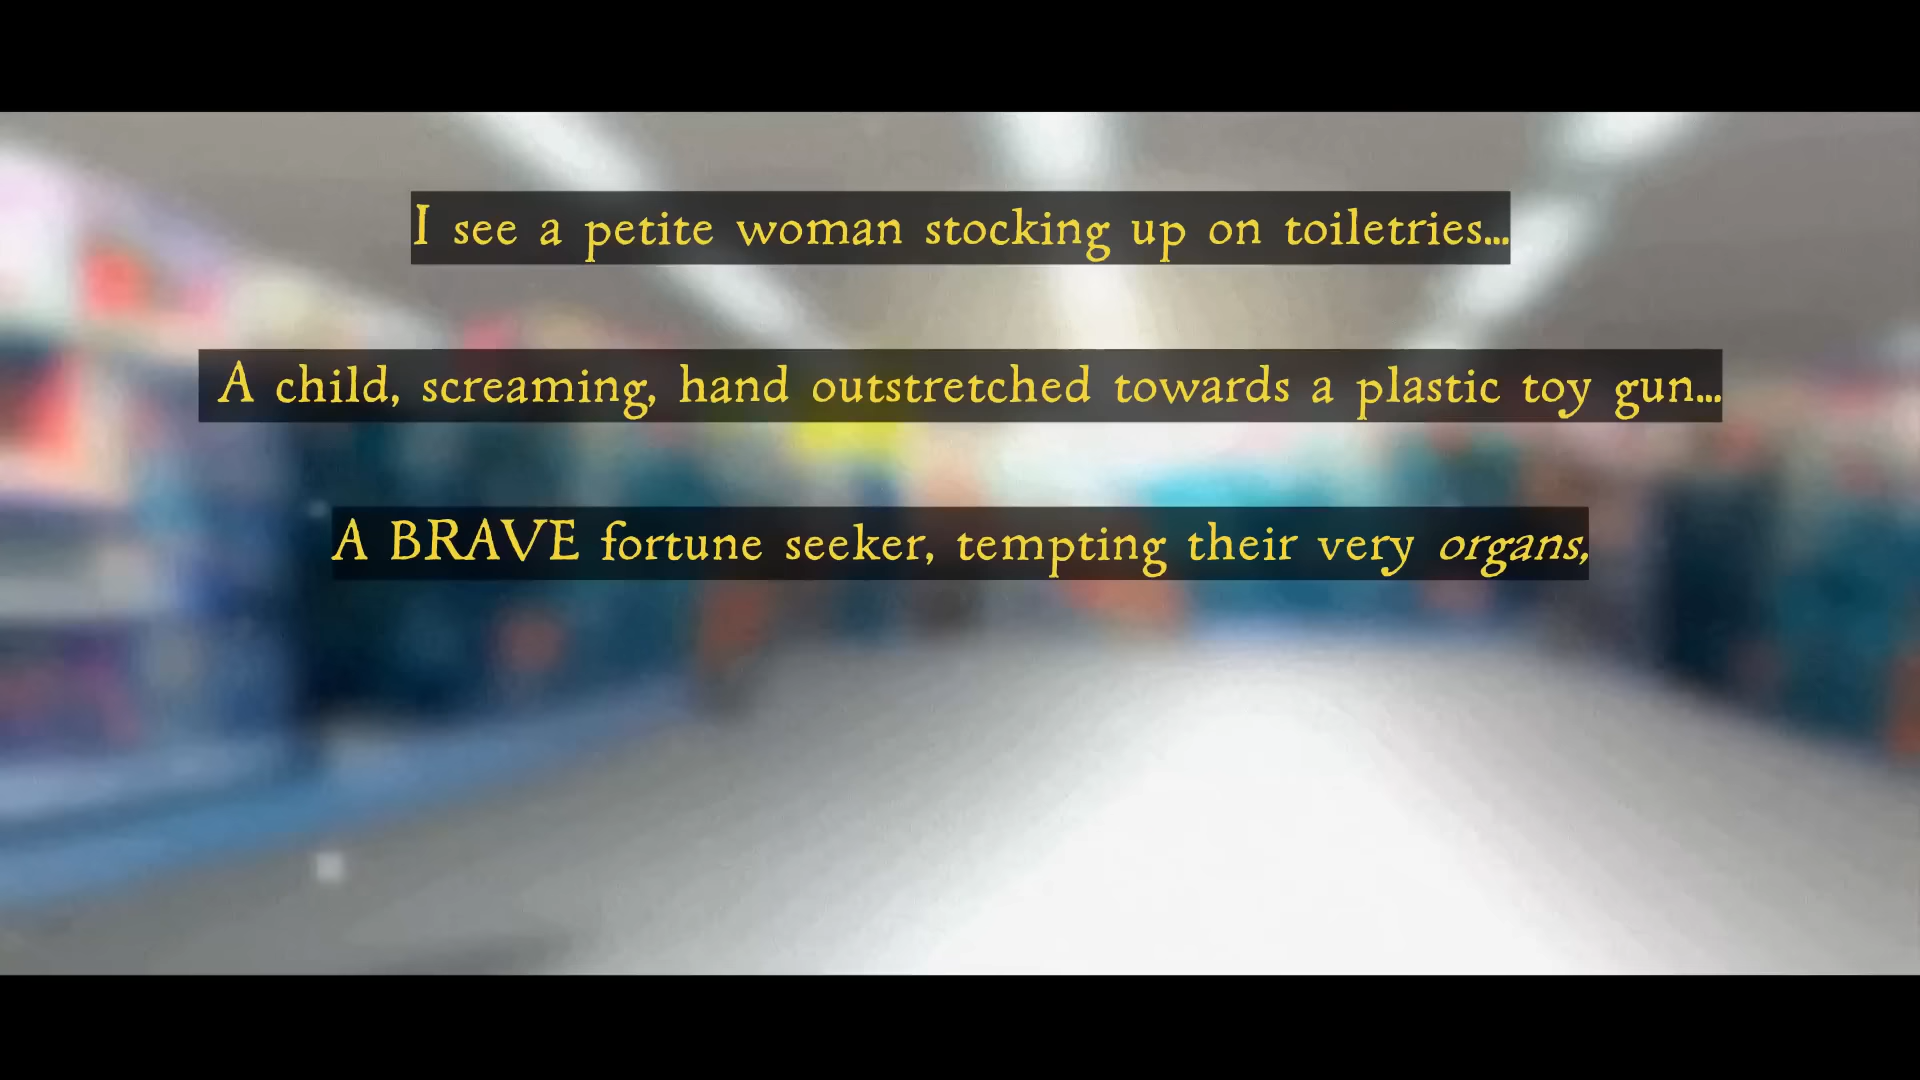 I see a petite woman stocking up on toiletries...
A child, screaming, hand outstretched towards a plastic toy gun...
A BRAVE fortune seeker, tempting their very organs,